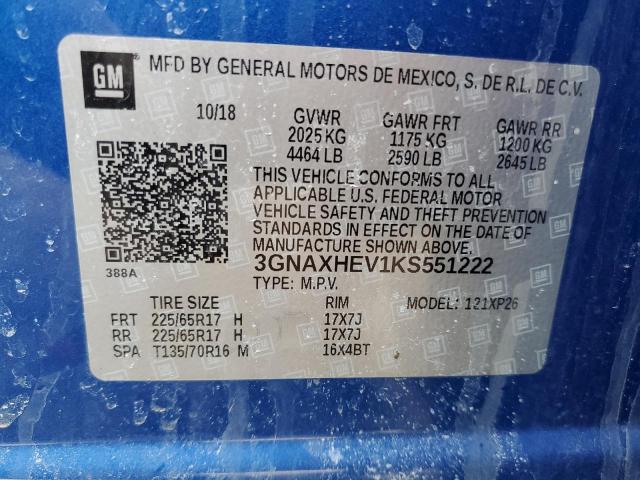 GM
MFD BY GENERAL MOTORS DE MEXICO, S. DE R.L. DE C.V.
10/18
GVWR
2025 KG
4464 LB
GAWR FRT
1175 KG
2590 LB
GAWR RR
1200 KG
2645 LB
THIS VEHICLE CONFORMS TO ALL
APPLICABLE U.S. FEDERAL MOTOR
VEHICLE SAFETY AND THEFT PREVENTION
STANDARDS IN EFFECT ON THE DATE OF
MANUFACTURE SHOWN ABOVE.
388A
3GNAXHEV1KS551222
TYPE: M.P.V.
TIRE SIZE RIM MODEL: 121XP26
FRT 225/65R17 H 17X7J
RR 225/65R17 H 17X7J
SPA T135/70R16 M 16X4BT